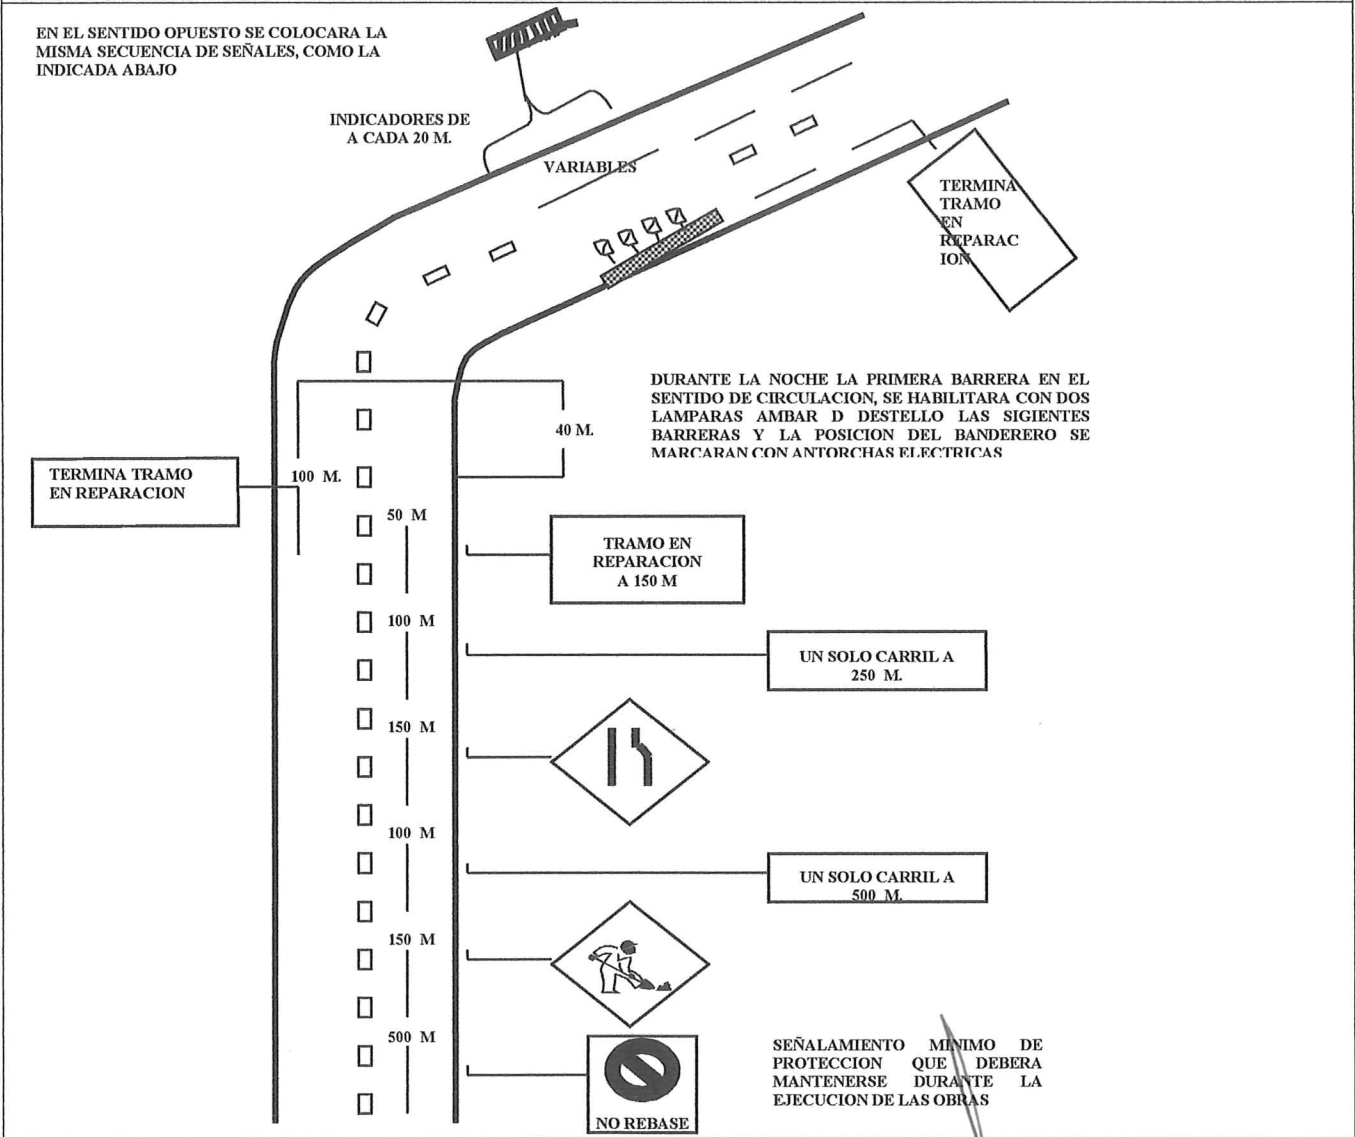 EN EL SENTIDO OPUESTO SE COLOCARA LA
MISMA SECUENCIA DE SEÑALES, COMO LA
INDICADA ABAJO
INDICADORES DE
A CADA 20 M.
VARIABLES
TERMINA
TRAMO
EN
REPARAC
ION
DURANTE LA NOCHE LA PRIMERA BARRERA EN EL
SENTIDO DE CIRCULACION, SE HABILITARA CON DOS
LAMPARAS AMBAR D DESTELLO LAS SIGIENTES
BARRERAS Y LA POSICION DEL BANDERERO SE
MARCARAN CON ANTORCHAS ELECTRICAS
40 M.
TERMINA TRAMO
EN REPARACION
100 M.
50 M
TRAMO EN
REPARACION
A 150 M
100 M
UN SOLO CARRIL A
250 M.
150 M
100 M
UN SOLO CARRIL A
500 M.
150 M
500 M
NO REBASE
SEÑALAMIENTO MINIMO DE
PROTECCION QUE DEBERA
MANTENERSE DURANTE LA
EJECUCION DE LAS OBRAS